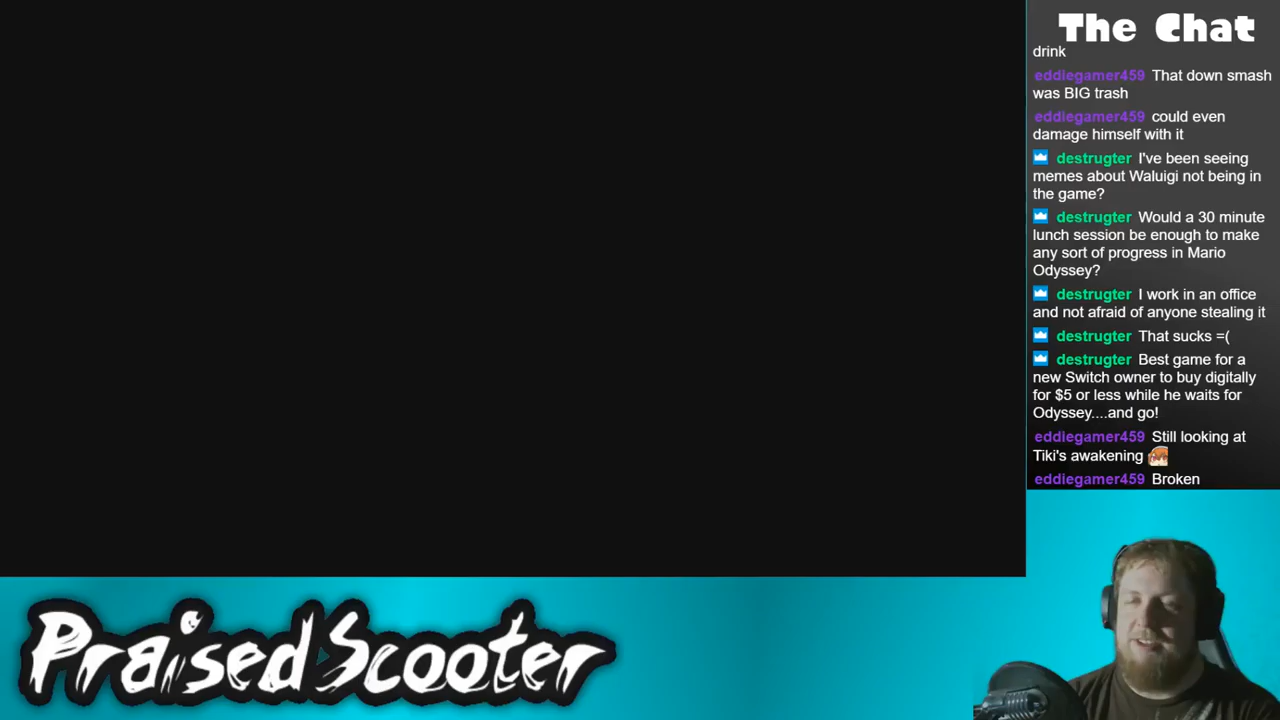 The Chat
drink
eddiegamer459 That down smash
was BIG trash
eddiegamer459 could even
damage himself with it
destrugter I've been seeing
memes about Waluigi not being in
the game?
destrugter Would a 30 minute
lunch session be enough to make
any sort of progress in Mario
Odyssey?
destrugter I work in an office
and not afraid of anyone stealing it
destrugter That sucks =(
destrugter Best game for a
new Switch owner to buy digitally
for $5 or less while he waits for
Odyssey....and go!
eddiegamer459 Still looking at
Tiki's awakening
eddiegamer459 Broken
PraisedScooter